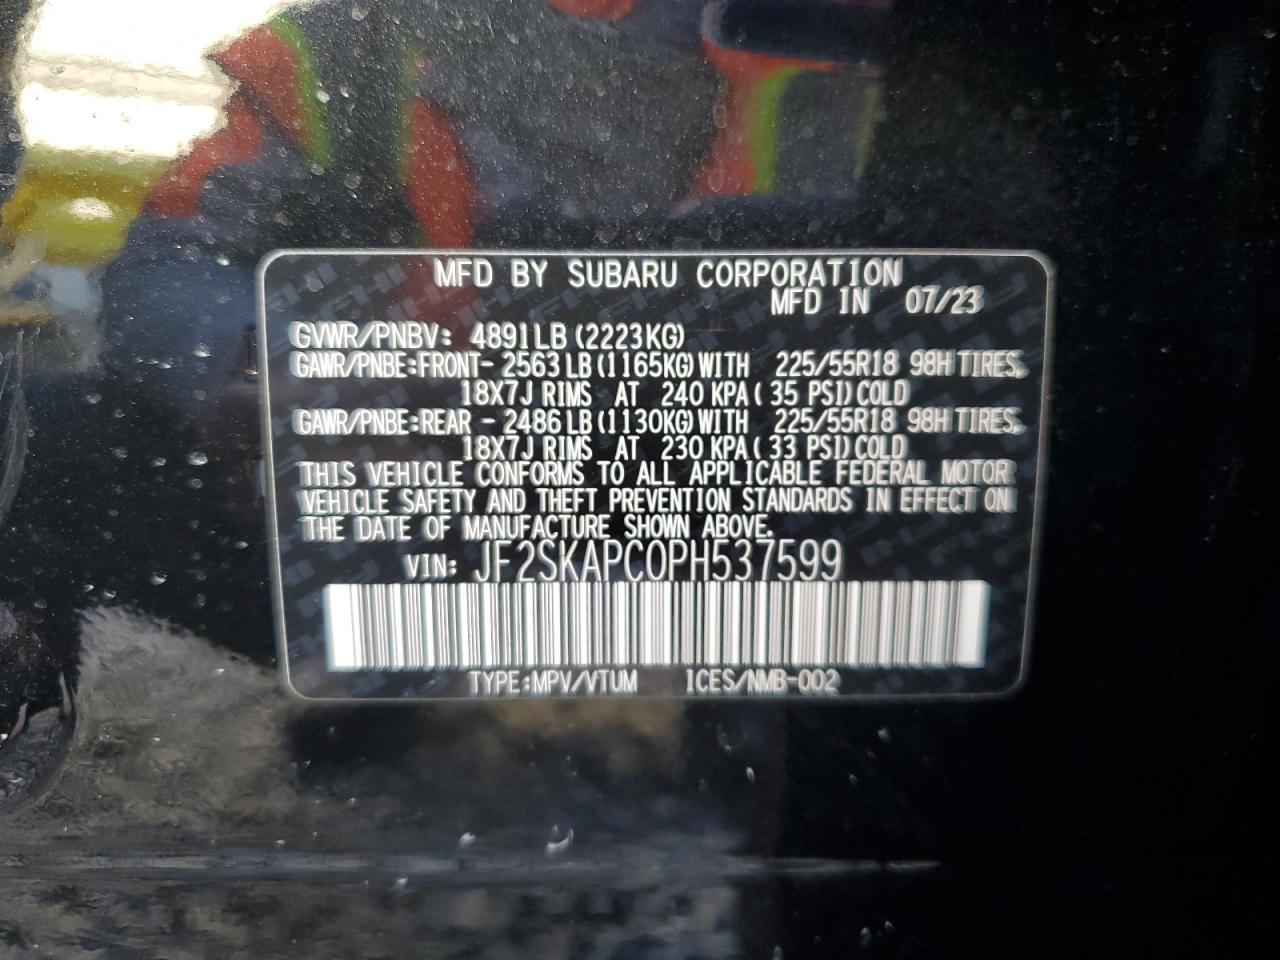 MFD BY SUBARU CORPORATION
MFD IN 07/23
GVWR/PNBV: 4891LB (2223KG)
GAWR/PNBE:FRONT- 2563LB(1165KG)WITH 225/55R18 98H TIRES,
18X7J RIMS AT 240 KPA( 35 PSI)COLD
GAWR/PNBE:REAR - 2486LB(1130KG)WITH 225/55R18 98H TIRES,
18X7J RIMS AT 230 KPA( 33 PSI)COLD
THIS VEHICLE CONFORMS TO ALL APPLICABLE FEDERAL MOTOR
VEHICLE SAFETY AND THEFT PREVENTION STANDARDS IN EFFECT ON
THE DATE OF MANUFACTURE SHOWN ABOVE.
VIN: JF2SKAPC0PH537599
TYPE:MPV/VTUM ICES/NMB-002